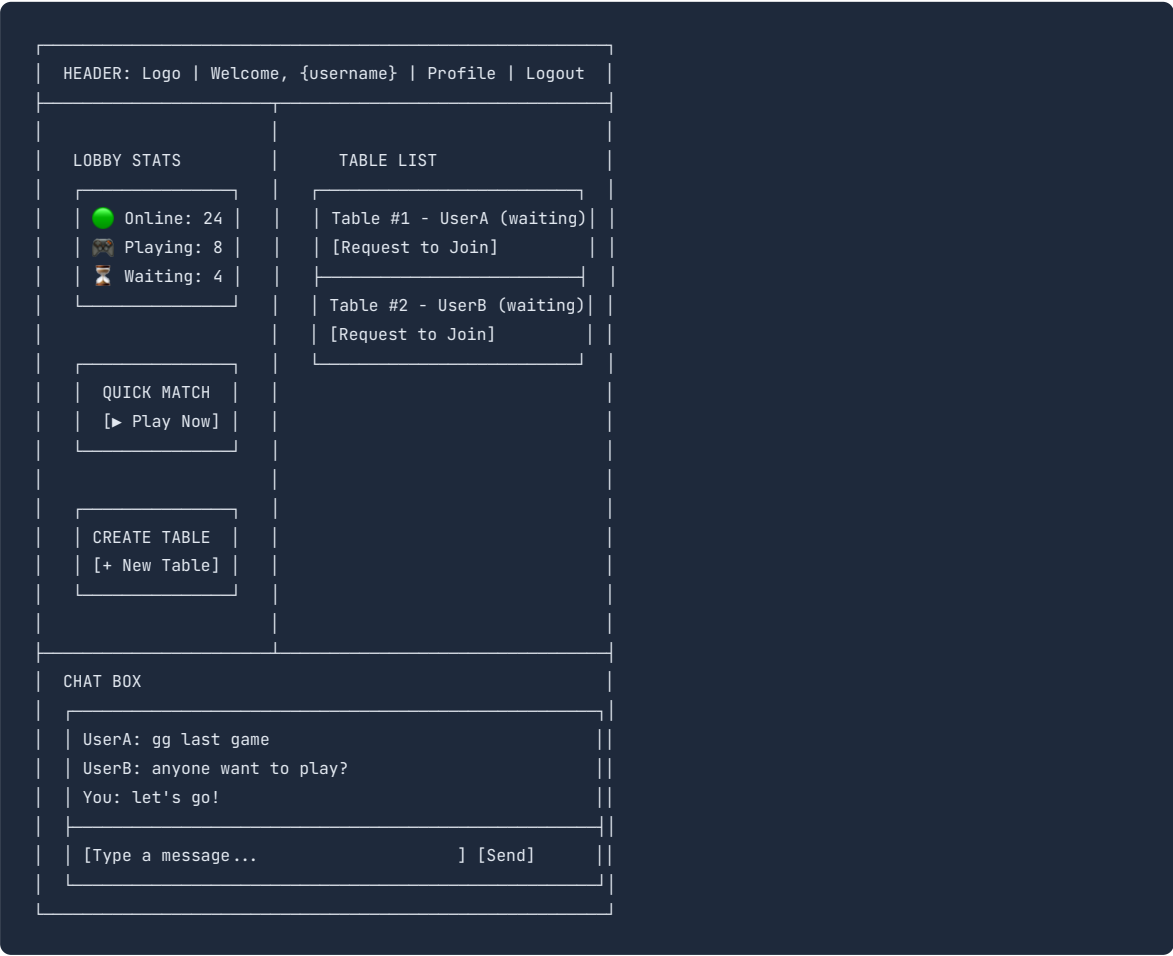 HEADER: Logo | Welcome, {username} | Profile | Logout
LOBBY STATS
🟢 Online: 24
🎮 Playing: 8
⏳ Waiting: 4
QUICK MATCH
[▶ Play Now]
CREATE TABLE
[+ New Table]
TABLE LIST
Table #1 - UserA (waiting)
[Request to Join]
Table #2 - UserB (waiting)
[Request to Join]
CHAT BOX
UserA: gg last game
UserB: anyone want to play?
You: let's go!
[Type a message... ] [Send]